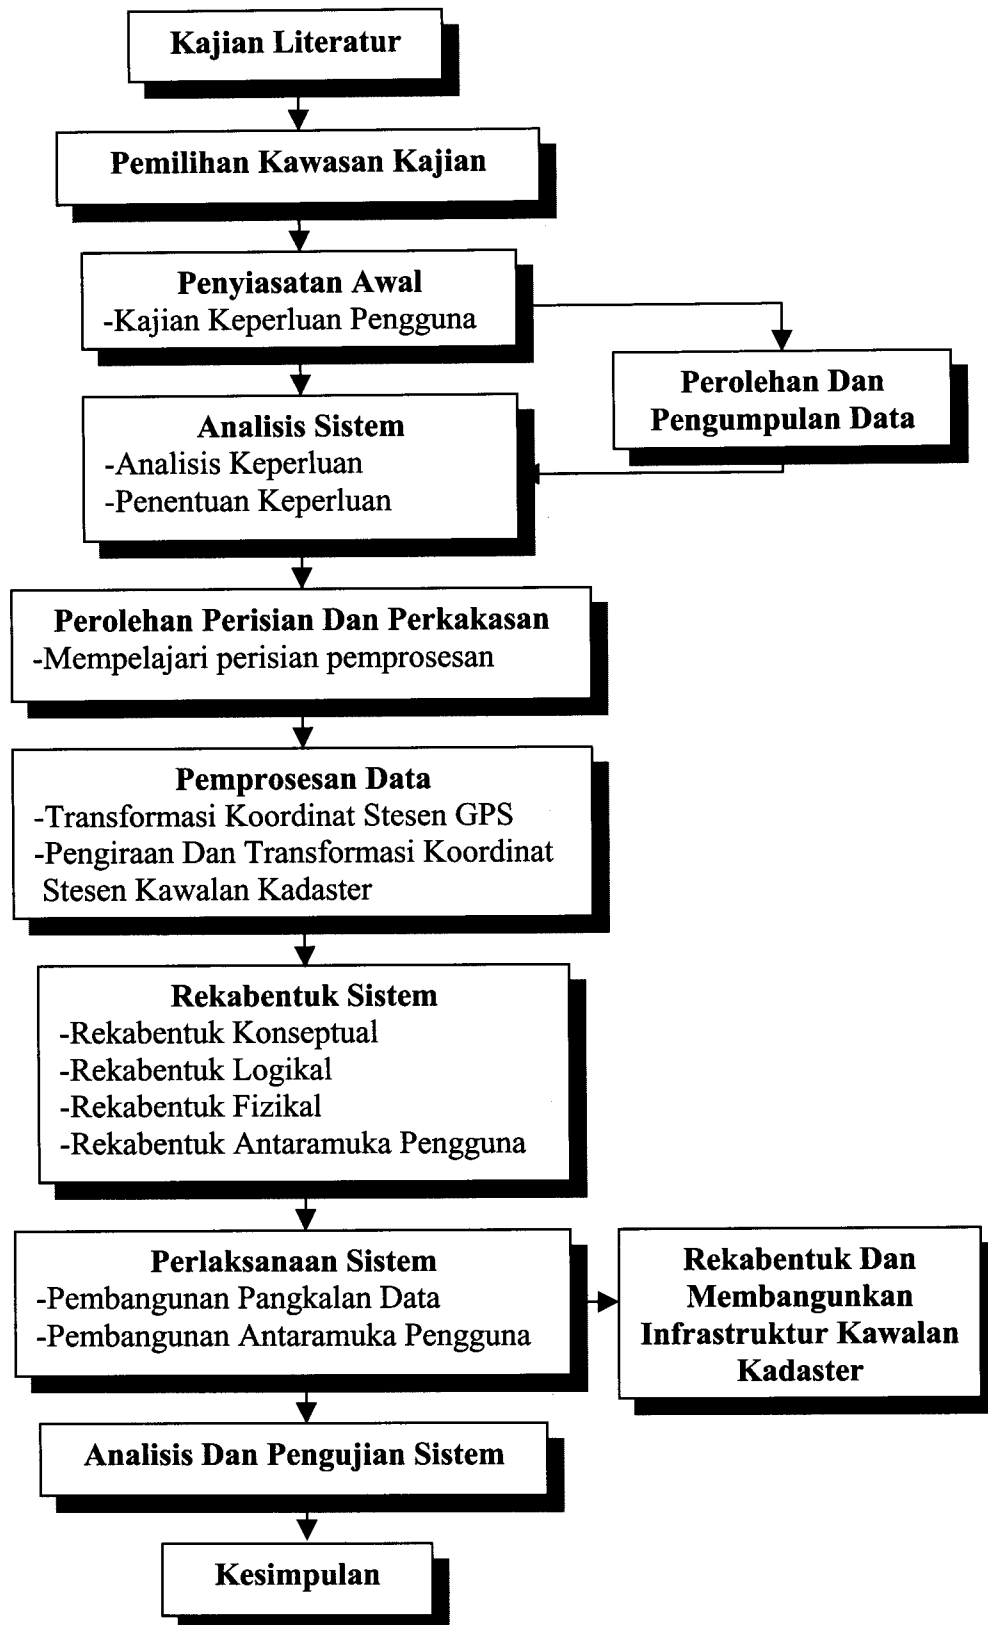 Kajian Literatur
Pemilihan Kawasan Kajian
Penyiasatan Awal
-Kajian Keperluan Pengguna
Perolehan Dan
Pengumpulan Data
Analisis Sistem
-Analisis Keperluan
-Penentuan Keperluan
Perolehan Perisian Dan Perkakasan
-Mempelajari perisian pemprosesan
Pemprosesan Data
-Transformasi Koordinat Stesen GPS
-Pengiraan Dan Transformasi Koordinat
Stesen Kawalan Kadaster
Rekabentuk Sistem
-Rekabentuk Konseptual
-Rekabentuk Logikal
-Rekabentuk Fizikal
-Rekabentuk Antaramuka Pengguna
Perlaksanaan Sistem
-Pembangunan Pangkalan Data
-Pembangunan Antaramuka Pengguna
Rekabentuk Dan
Membangunkan
Infrastruktur Kawalan
Kadaster
Analisis Dan Pengujian Sistem
Kesimpulan